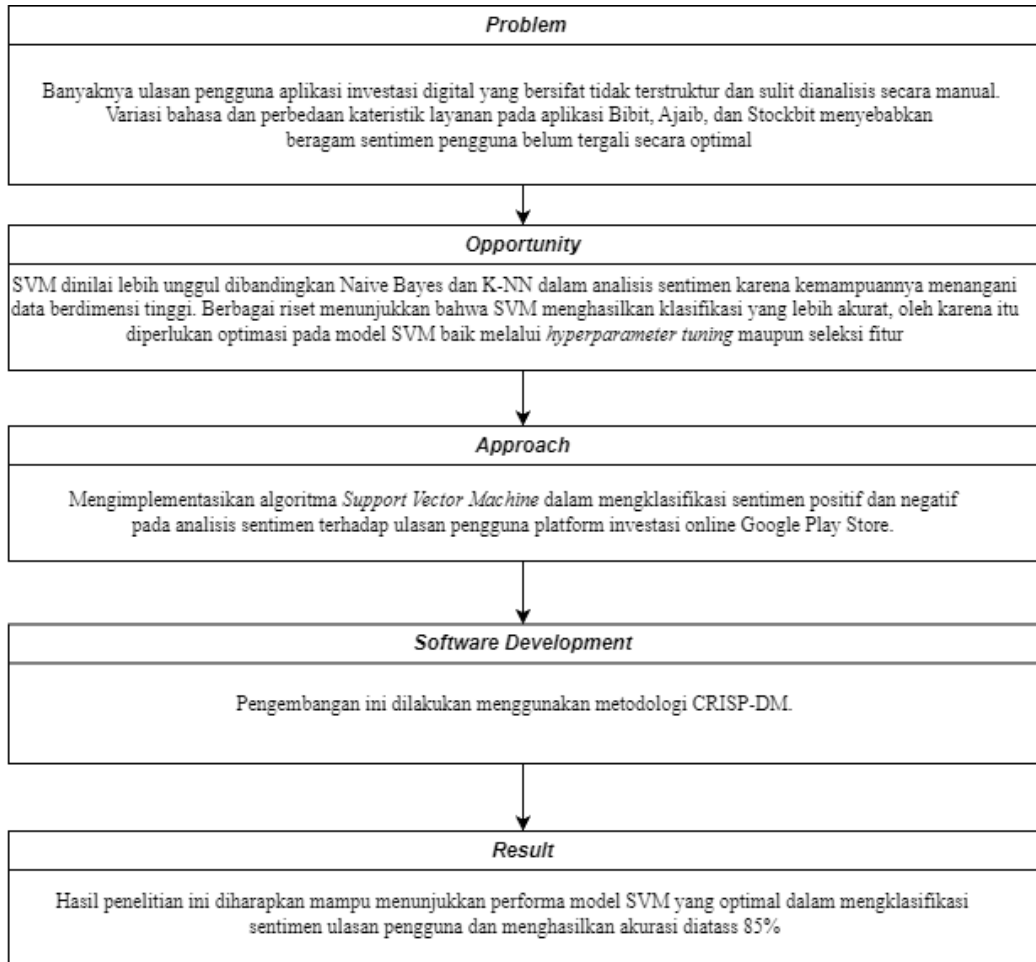 Problem
Banyaknya ulasan pengguna aplikasi investasi digital yang bersifat tidak terstruktur dan sulit dianalisis secara manual.
Variasi bahasa dan perbedaan kateristik layanan pada aplikasi Bibit, Ajaib, dan Stockbit menyebabkan
beragam sentimen pengguna belum tergali secara optimal
Opportunity
SVM dinilai lebih unggul dibandingkan Naive Bayes dan K-NN dalam analisis sentimen karena kemampuannya menangani
data berdimensi tinggi. Berbagai riset menunjukkan bahwa SVM menghasilkan klasifikasi yang lebih akurat, oleh karena itu
diperlukan optimasi pada model SVM baik melalui hyperparameter tuning maupun seleksi fitur
Approach
Mengimplementasikan algoritma Support Vector Machine dalam mengklasifikasi sentimen positif dan negatif
pada analisis sentimen terhadap ulasan pengguna platform investasi online Google Play Store.
Software Development
Pengembangan ini dilakukan menggunakan metodologi CRISP-DM.
Result
Hasil penelitian ini diharapkan mampu menunjukkan performa model SVM yang optimal dalam mengklasifikasi
sentimen ulasan pengguna dan menghasilkan akurasi diatass 85%